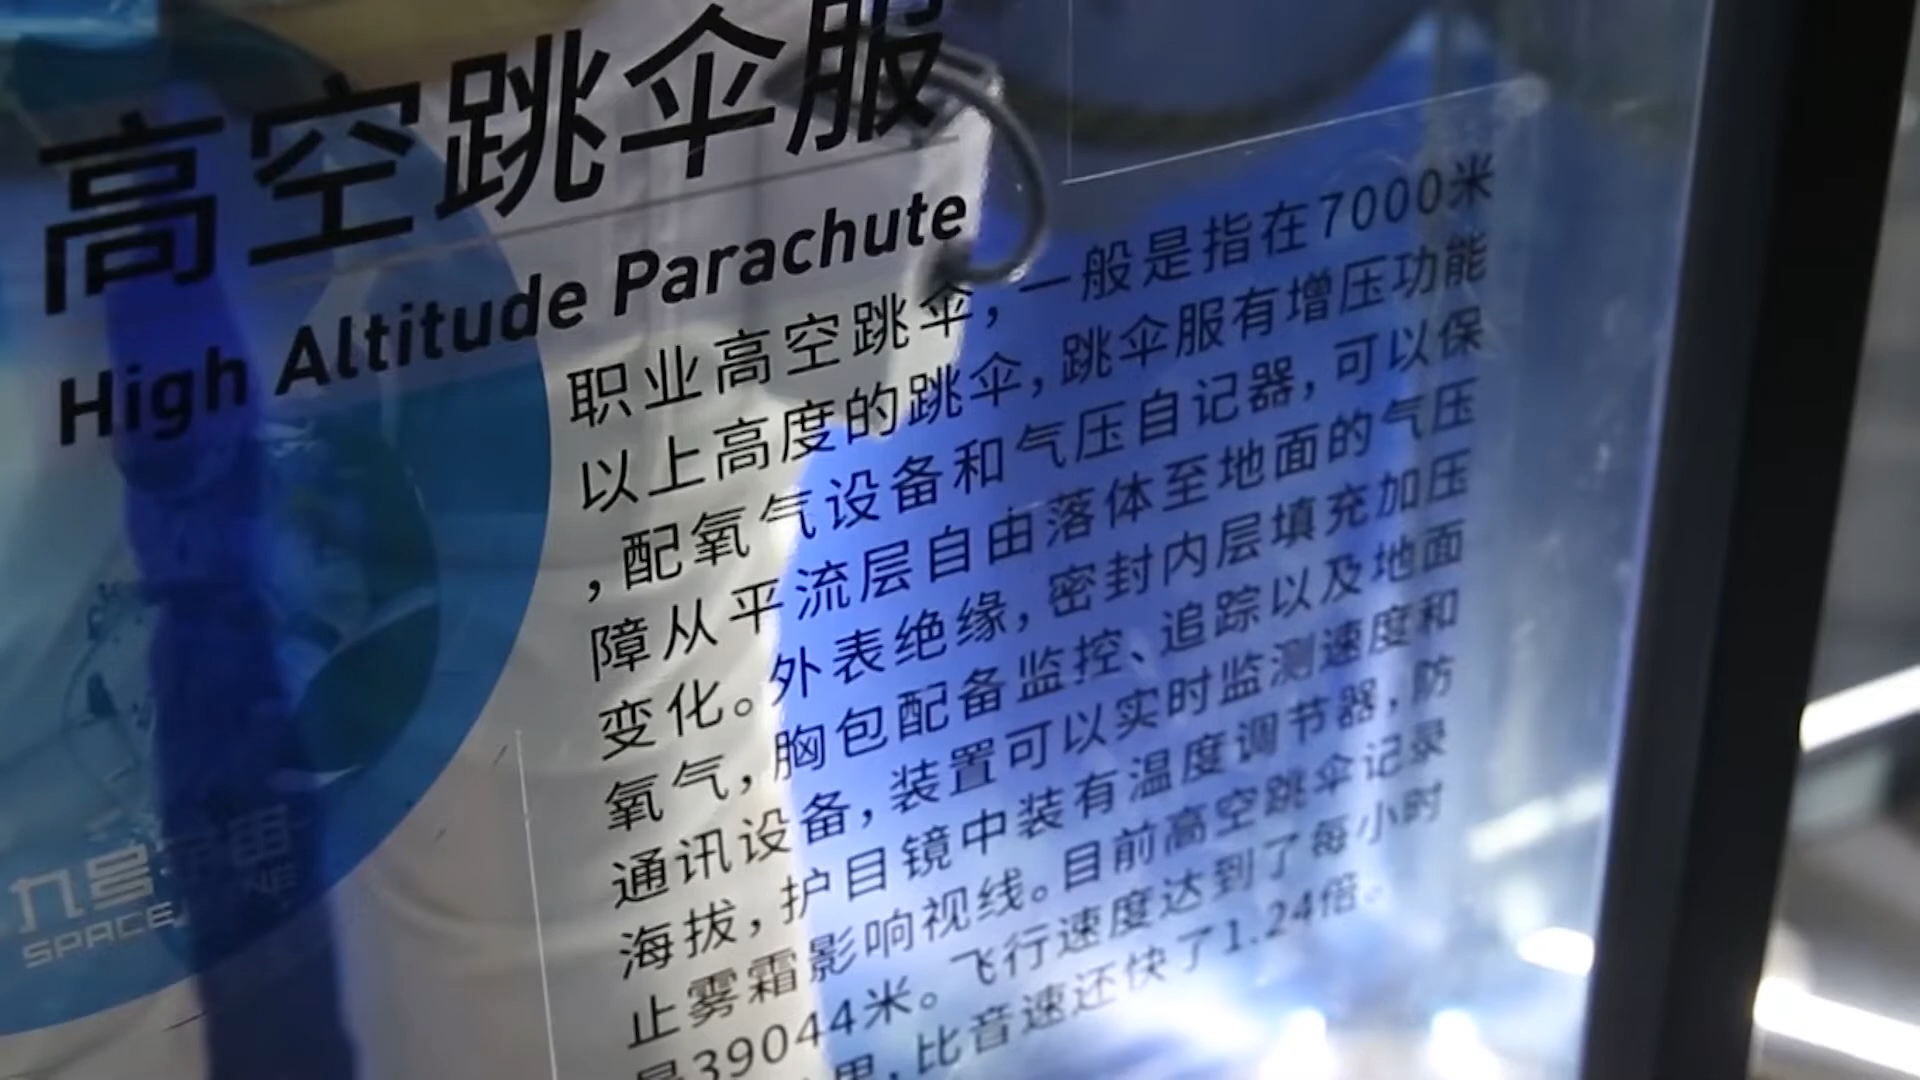 高空跳伞服
High Altitude Parachute
职业高空跳伞，一般是指在7000米
以上高度的跳伞，跳伞服有增压功能
，配氧气设备和气压自记器，可以保
障从平流层自由落体至地面的气压
变化。外表绝缘，密封内层填充加压
氧气，胸包配备监控、追踪以及地面
通讯设备，装置可以实时监测速度和
海拔，护目镜中装有温度调节器，防
止雾霜影响视线。目前高空跳伞记录
是39044米。飞行速度达到了每小时
里，比音速还快了1.24倍。
九号宇宙
SPACE